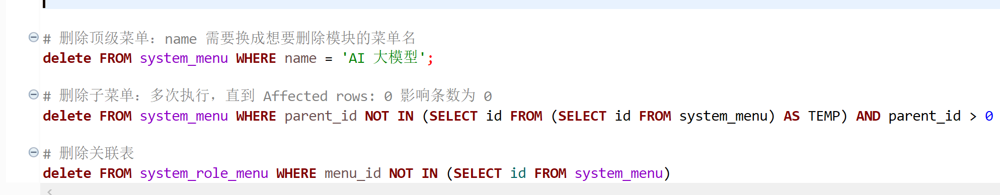 # 删除顶级菜单：name 需要换成想要删除模块的菜单名
delete FROM system_menu WHERE name = 'AI 大模型';
# 删除子菜单：多次执行，直到 Affected rows: 0 影响条数为 0
delete FROM system_menu WHERE parent_id NOT IN (SELECT id FROM (SELECT id FROM system_menu) AS TEMP) AND parent_id > 0
# 删除关联表
delete FROM system_role_menu WHERE menu_id NOT IN (SELECT id FROM system_menu)